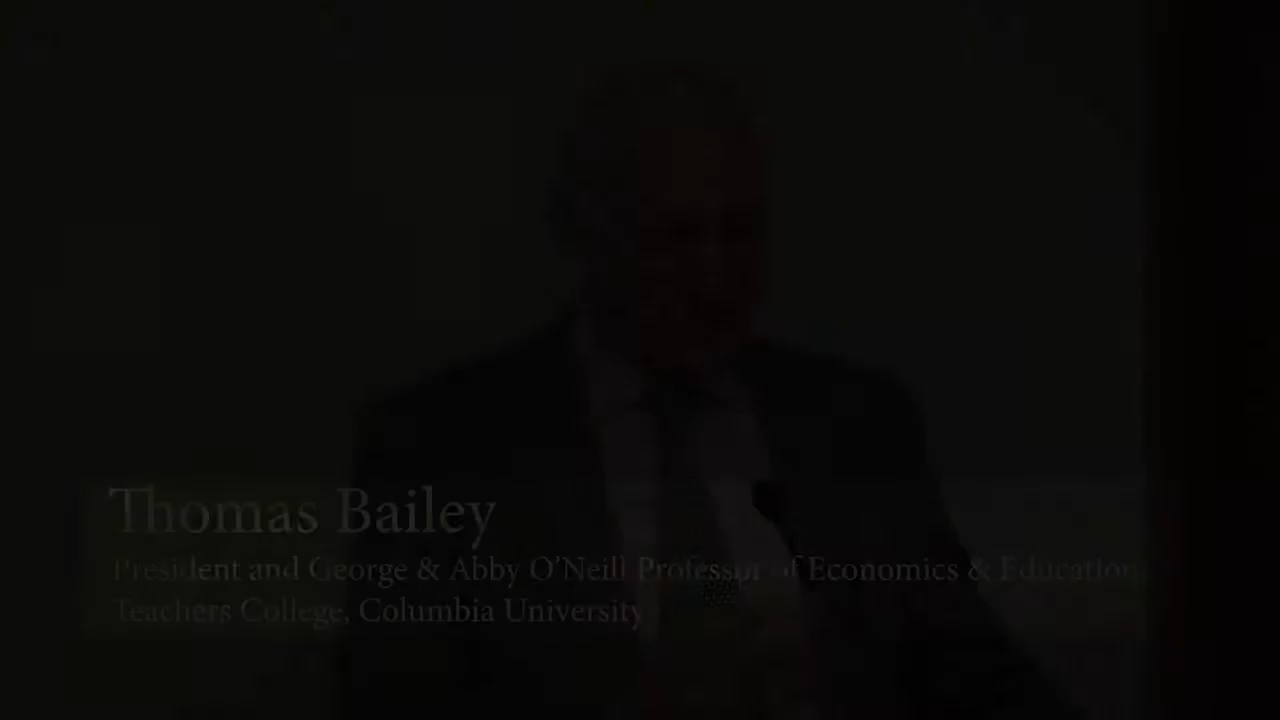 Thomas Bailey
President and George & Abby O'Neill Professor of Economics & Education
Teachers College, Columbia University